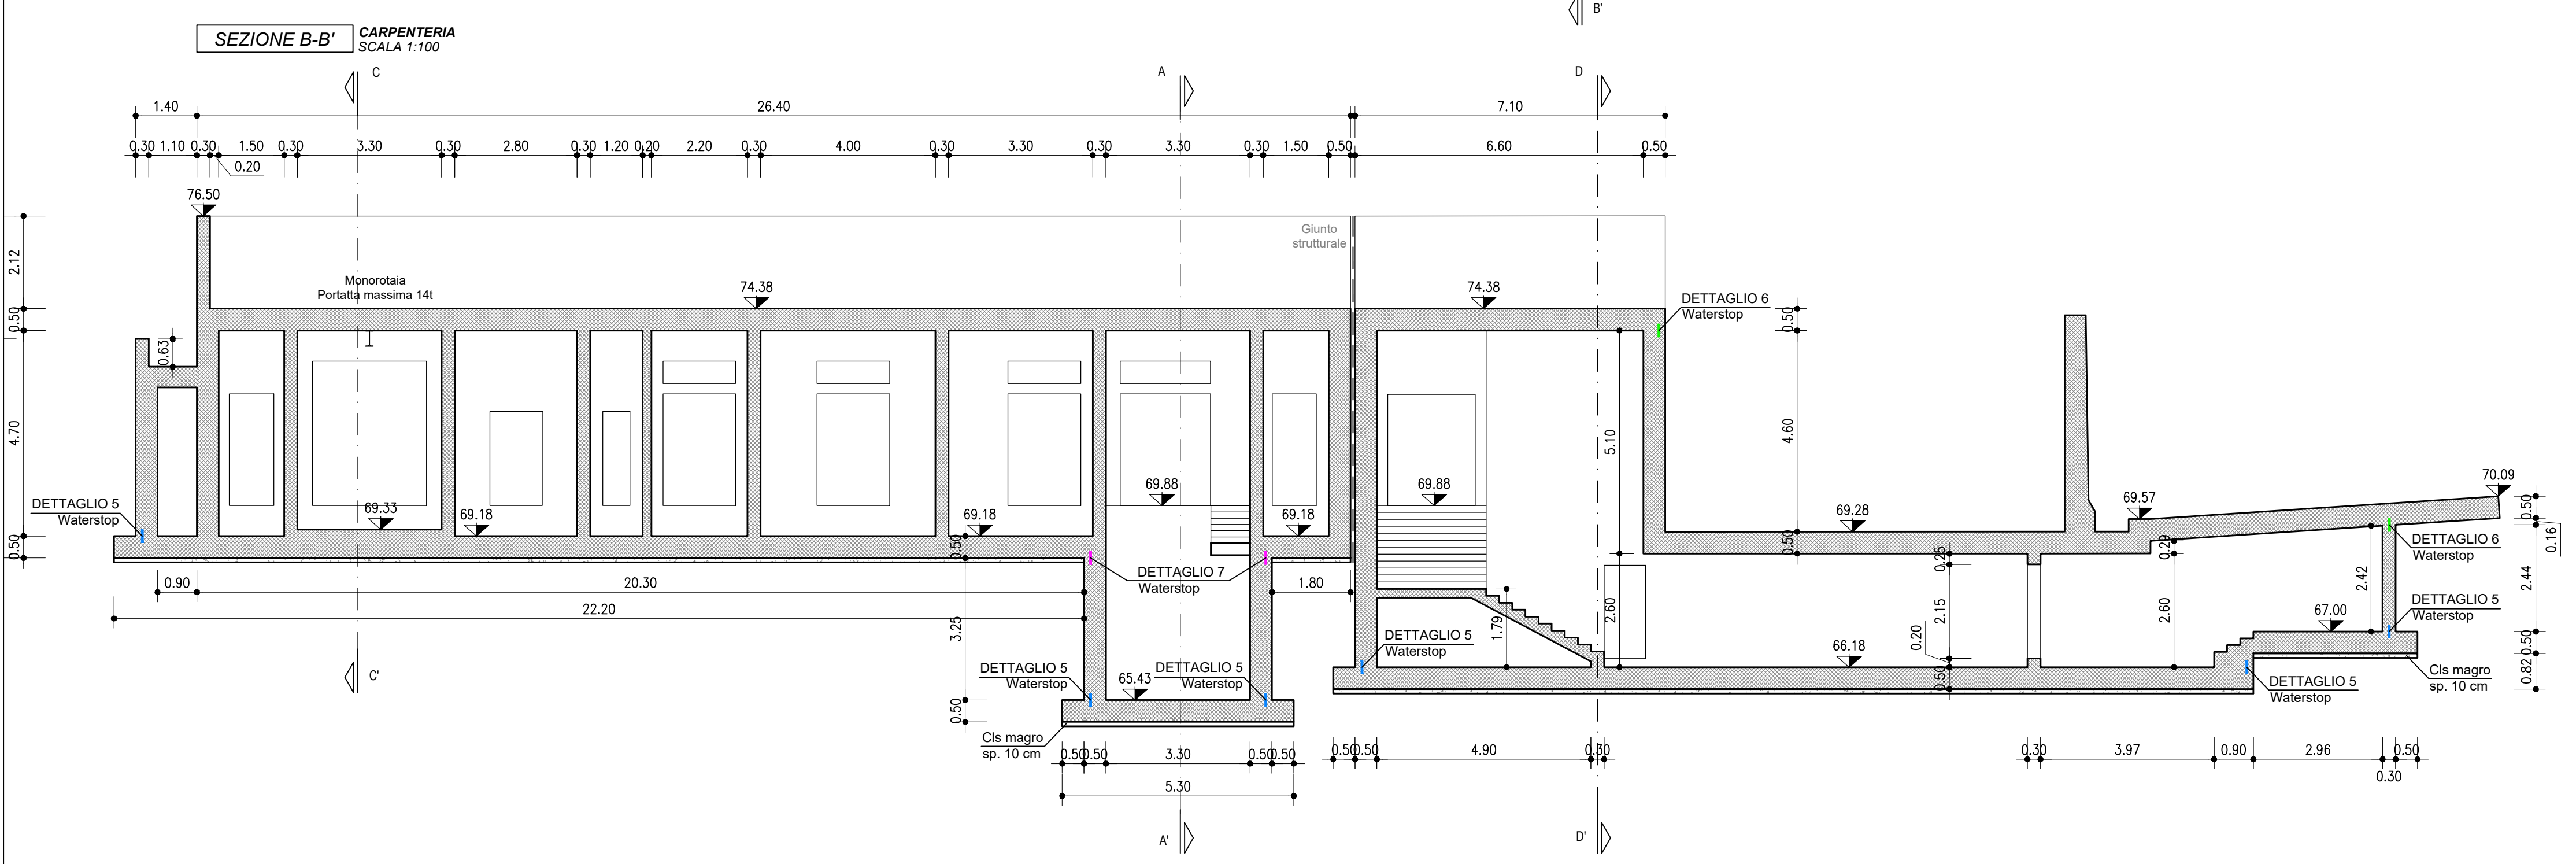 B'
SEZIONE B-B'
CARPENTERIA
SCALA 1:100
C
A
D
1.40
26.40
7.10
0.30
1.10
0.30
1.50
0.30
3.30
0.30
2.80
0.30
1.20
0.20
2.20
0.30
4.00
0.30
3.30
0.30
3.30
0.30
1.50
0.50
6.60
0.50
0.20
76.50
2.12
Giunto
strutturale
Monorotaia
Portatta massima 14t
74.38
74.38
DETTAGLIO 6
Waterstop
0.50
0.50
0.63
4.70
5.10
4.60
69.88
69.88
DETTAGLIO 5
Waterstop
69.33
69.18
69.18
69.18
69.28
69.57
70.09
0.50
0.50
0.50
0.50
0.16
0.25
0.29
DETTAGLIO 6
Waterstop
DETTAGLIO 7
Waterstop
0.90
20.30
1.80
22.20
3.25
2.60
1.79
2.15
0.20
2.60
2.42
2.44
67.00
DETTAGLIO 5
Waterstop
DETTAGLIO 5
Waterstop
66.18
DETTAGLIO 5
Waterstop
DETTAGLIO 5
Waterstop
65.43
0.50
0.50
0.50
0.82
DETTAGLIO 5
Waterstop
Cls magro
sp. 10 cm
Cls magro
sp. 10 cm
C'
0.50
0.50
3.30
0.50
0.50
5.30
0.50
0.50
4.90
0.30
0.30
3.97
0.90
2.96
0.50
0.30
A'
D'